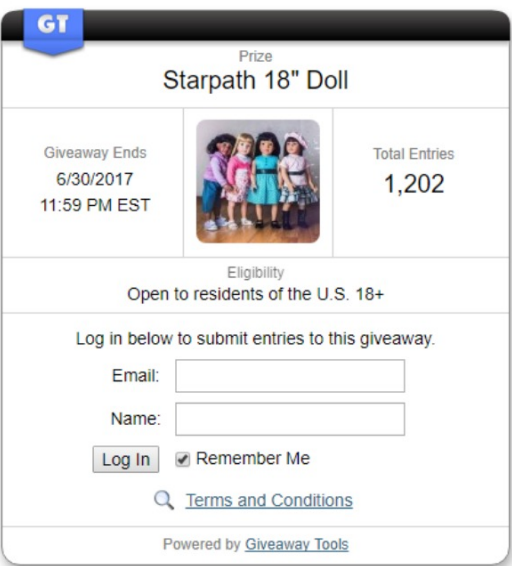 GT
Prize
Starpath 18" Doll
Giveaway Ends
6/30/2017
11:59 PM EST
Total Entries
1,202
Eligibility
Open to residents of the U.S. 18+
Log in below to submit entries to this giveaway.
Email:
Name:
Log In
Remember Me
Terms and Conditions
Powered by Giveaway Tools